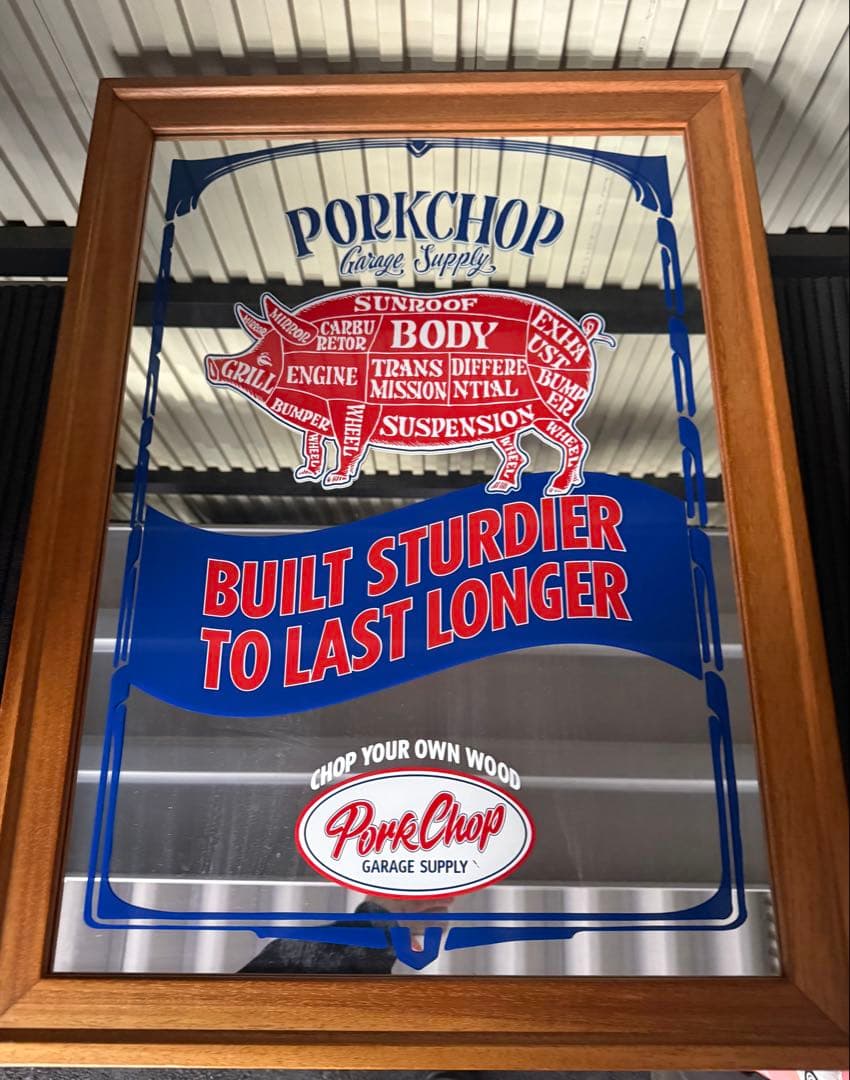 PORKCHOP
Garage Supply
SUNROOF
MIRROR
MIRROR
CARBU
RETOR
BODY
EXHA
UST
GRILL
ENGINE
TRANS
MISSION
DIFFERE
NTIAL
BUMP
ER
BUMPER
WHEEL
WHEEL
SUSPENSION
WHEEL
WHEEL
BUILT STURDIER
TO LAST LONGER
CHOP YOUR OWN WOOD
PorkChop
GARAGE SUPPLY